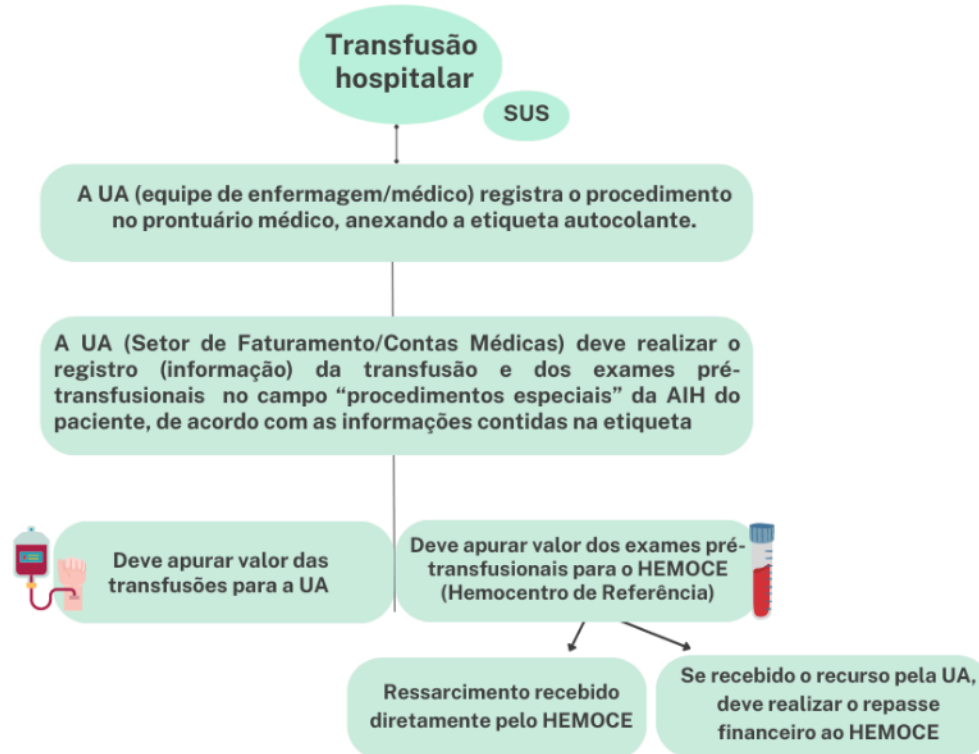 Transfusão
hospitalar
SUS
A UA (equipe de enfermagem/médico) registra o procedimento
no prontuário médico, anexando a etiqueta autocolante.
A UA (Setor de Faturamento/Contas Médicas) deve realizar o
registro (informação) da transfusão e dos exames pré-
transfusionais no campo “procedimentos especiais” da AIH do
paciente, de acordo com as informações contidas na etiqueta
Deve apurar valor das
transfusões para a UA
Deve apurar valor dos exames pré-
transfusionais para o HEMOCE
(Hemocentro de Referência)
Ressarcimento recebido
diretamente pelo HEMOCE
Se recebido o recurso pela UA,
deve realizar o repasse
financeiro ao HEMOCE